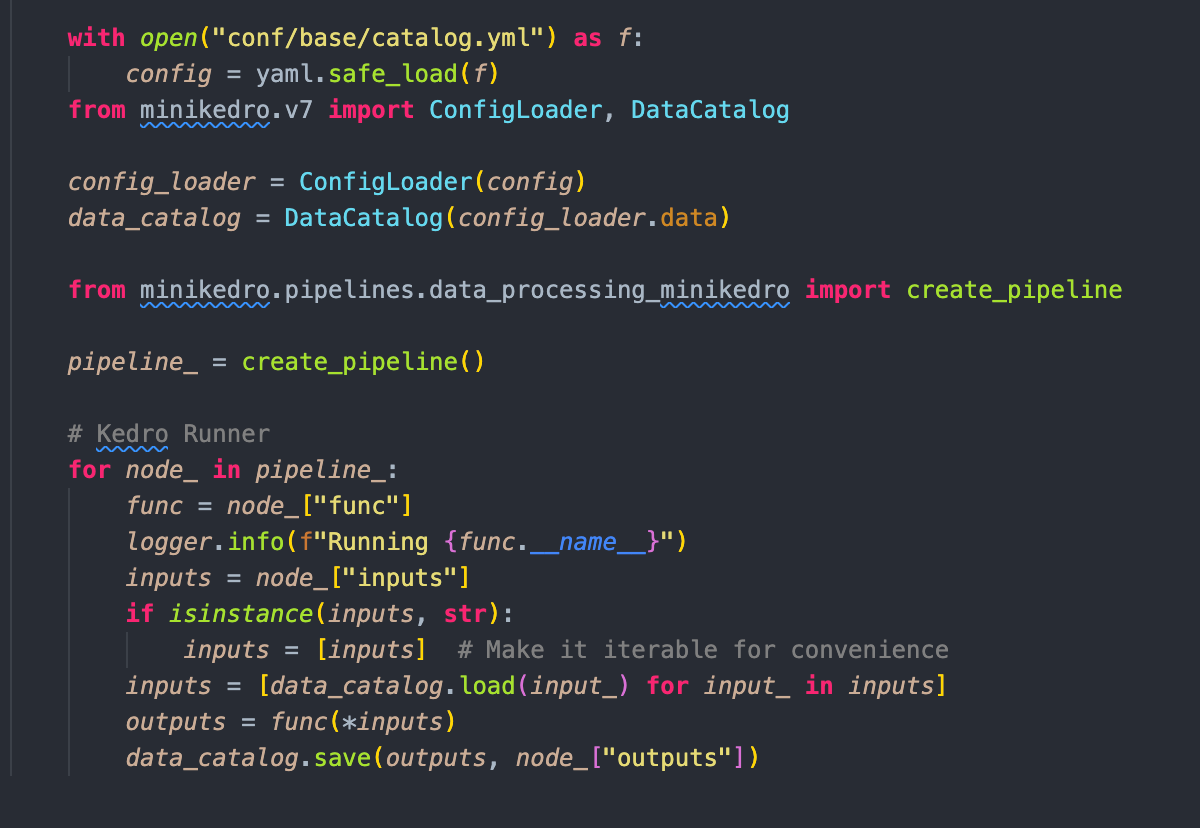 with open("conf/base/catalog.yml") as f:
    config = yaml.safe_load(f)
from minikedro.v7 import ConfigLoader, DataCatalog

config_loader = ConfigLoader(config)
data_catalog = DataCatalog(config_loader.data)

from minikedro.pipelines.data_processing_minikedro import create_pipeline

pipeline_ = create_pipeline()

# Kedro Runner
for node_ in pipeline_:
    func = node_["func"]
    logger.info(f"Running {func.__name__}")
    inputs = node_["inputs"]
    if isinstance(inputs, str):
        inputs = [inputs]  # Make it iterable for convenience
    inputs = [data_catalog.load(input_) for input_ in inputs]
    outputs = func(*inputs)
    data_catalog.save(outputs, node_["outputs"])